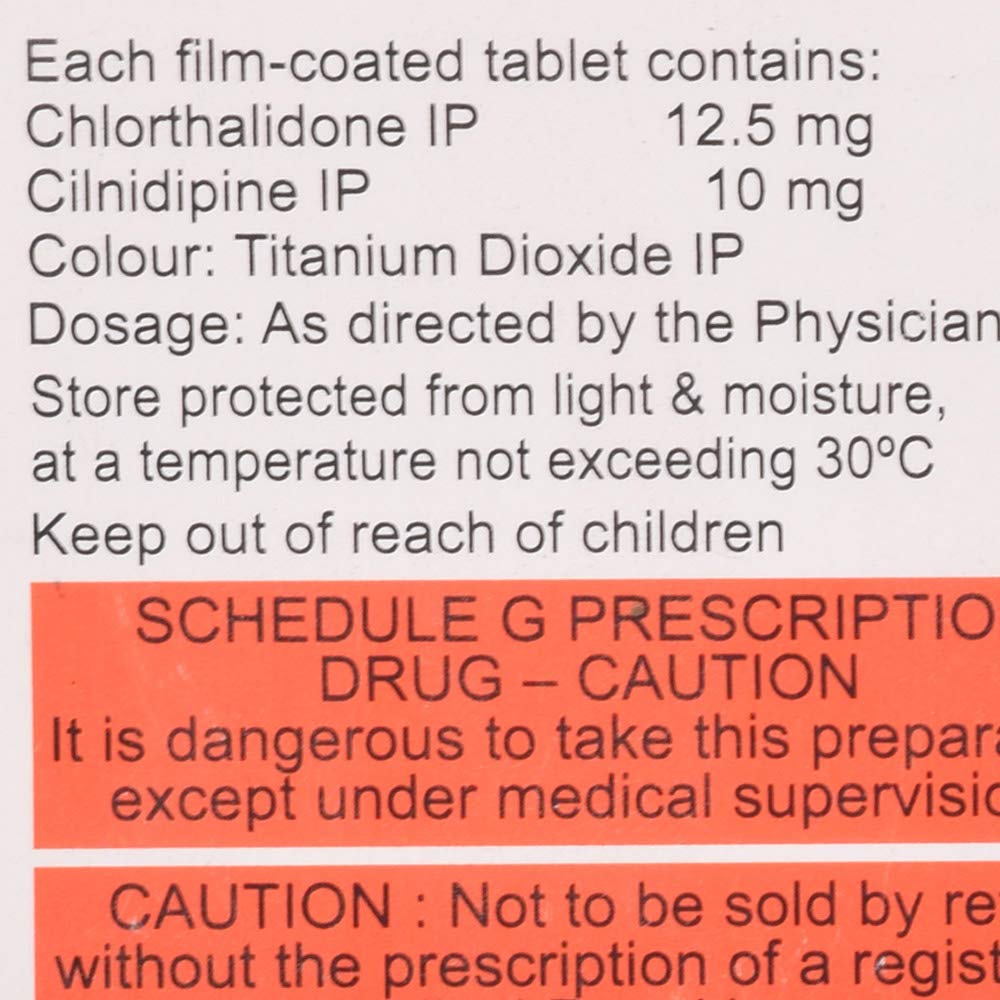 Each film-coated tablet contains:
Chlorthalidone IP 12.5 mg
Cilnidipine IP 10 mg
Colour: Titanium Dioxide IP
Dosage: As directed by the Physician
Store protected from light & moisture,
at a temperature not exceeding 30ºC
Keep out of reach of children
SCHEDULE G PRESCRIPTIO
DRUG – CAUTION
It is dangerous to take this prepara
except under medical supervisio
CAUTION : Not to be sold by re
without the prescription of a regist